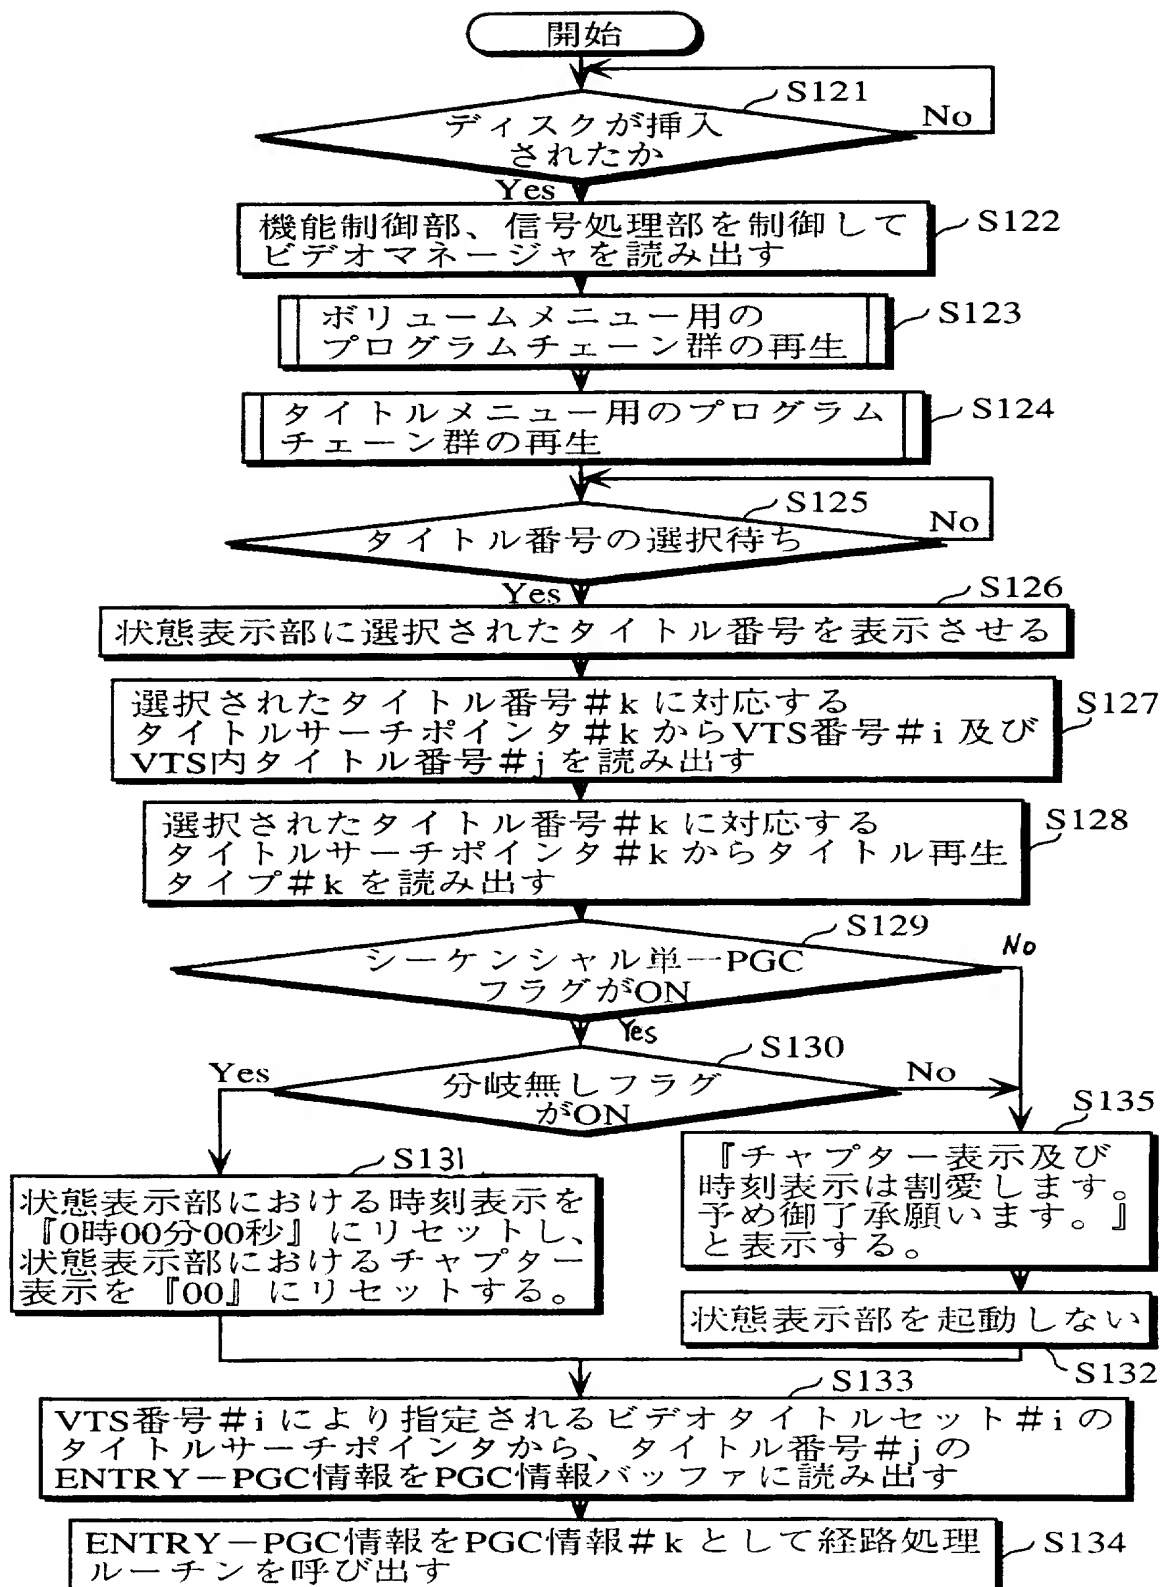 開始
S121
ディスクが挿入
されたか
No
Yes
機能制御部、信号処理部を制御して
ビデオマネージャを読み出す
S122
ボリュームメニュー用の
プログラムチェーン群の再生
S123
タイトルメニュー用のプログラム
チェーン群の再生
S124
S125
タイトル番号の選択待ち
No
Yes
S126
状態表示部に選択されたタイトル番号を表示させる
選択されたタイトル番号#kに対応する
タイトルサーチポインタ#kからVTS番号#i及び
VTS内タイトル番号#jを読み出す
S127
選択されたタイトル番号#kに対応する
タイトルサーチポインタ#kからタイトル再生
タイプ#kを読み出す
S128
S129
シーケンシャル単一PGC
フラグがON
No
Yes
S130
分岐無しフラグ
がON
Yes
No
S131
状態表示部における時刻表示を
『0時00分00秒』にリセットし、
状態表示部におけるチャプター
表示を『00』にリセットする。
S135
『チャプター表示及び
時刻表示は割愛します。
予め御了承願います。』
と表示する。
状態表示部を起動しない
S132
S133
VTS番号#iにより指定されるビデオタイトルセット#iの
タイトルサーチポインタから、タイトル番号#jの
ENTRY−PGC情報をPGC情報バッファに読み出す
ENTRY−PGC情報をPGC情報#kとして経路処理
ルーチンを呼び出す
S134